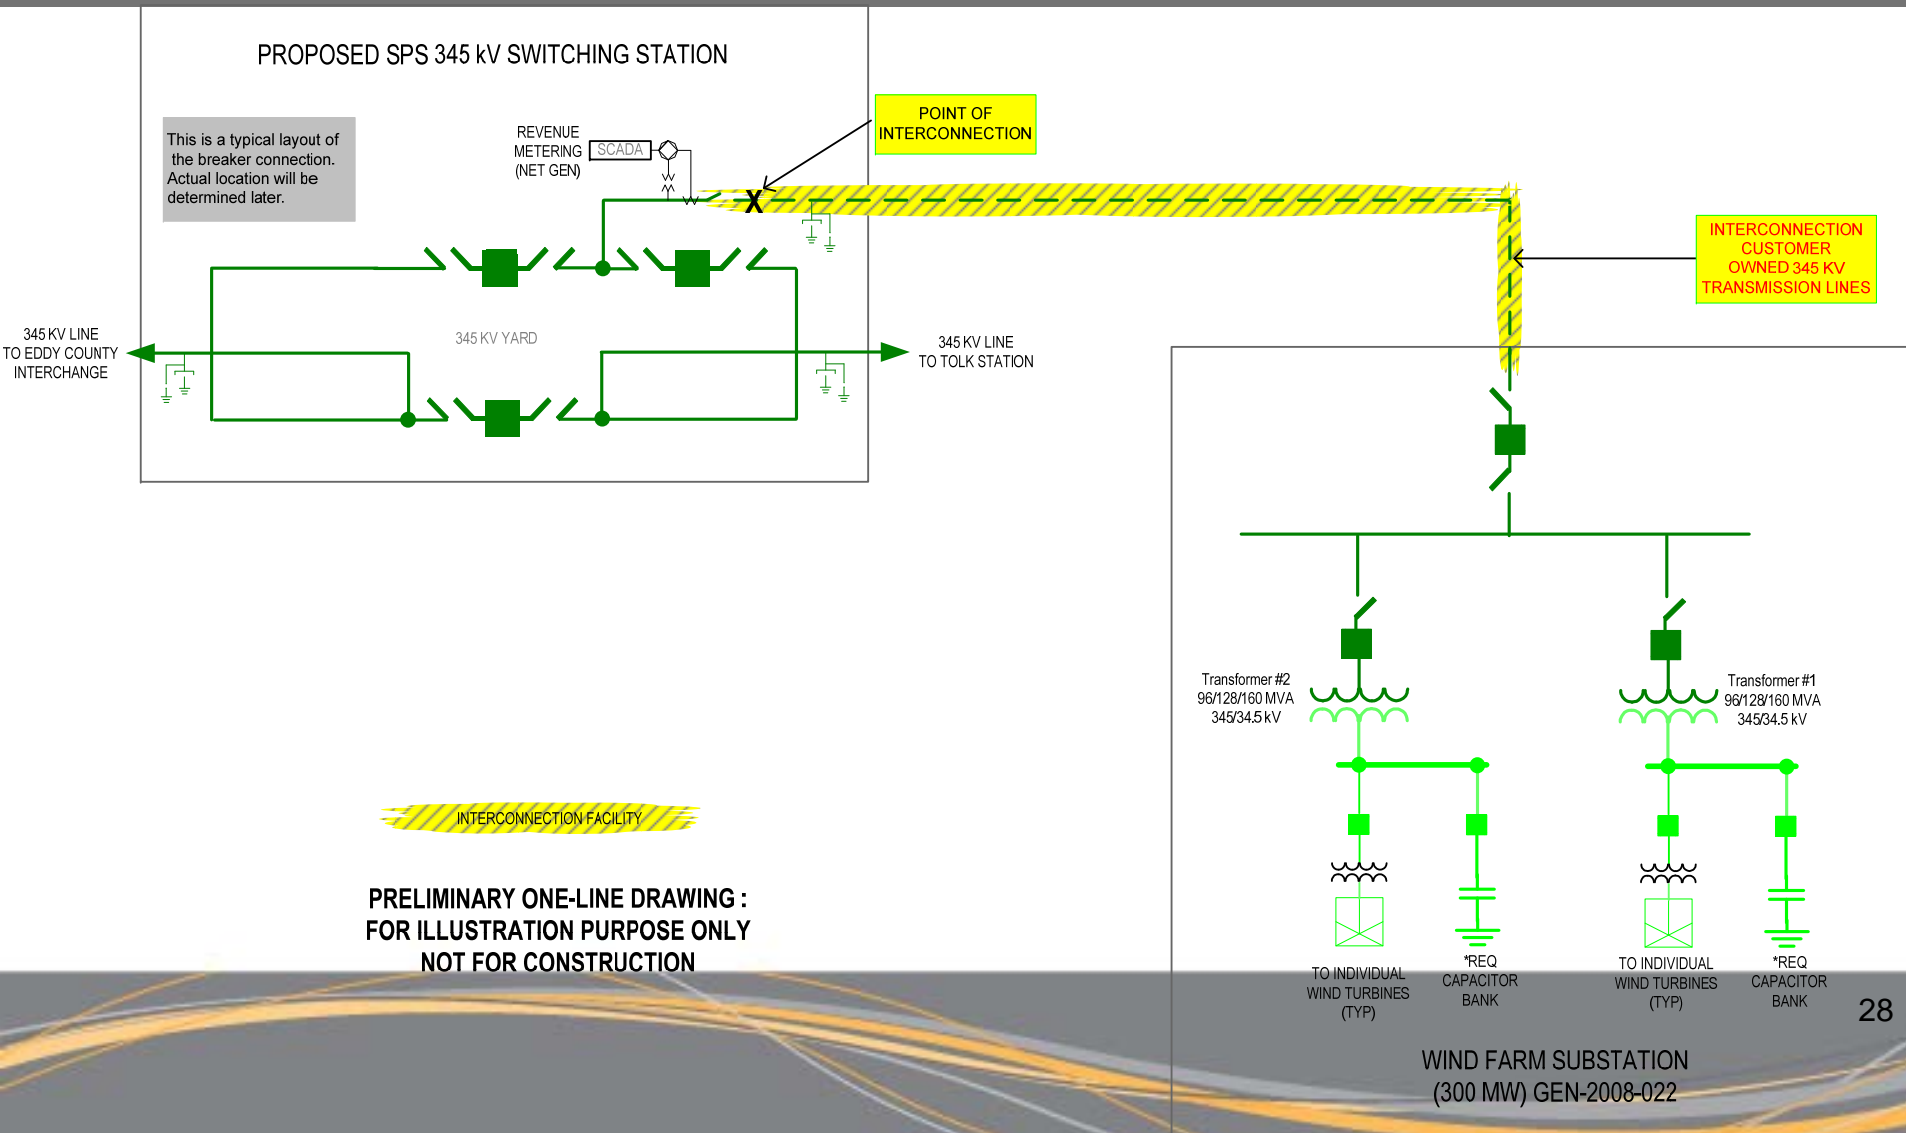 PROPOSED SPS 345 kV SWITCHING STATION
This is a typical layout of
the breaker connection.
Actual location will be
determined later.
REVENUE
METERING
(NET GEN)
SCADA
POINT OF
INTERCONNECTION
X
INTERCONNECTION
CUSTOMER
OWNED 345 KV
TRANSMISSION LINES
345 KV LINE
TO EDDY COUNTY
INTERCHANGE
345 KV YARD
345 KV LINE
TO TOLK STATION
Transformer #2
96/128/160 MVA
345/34.5 kV
Transformer #1
96/128/160 MVA
345/34.5 kV
INTERCONNECTION FACILITY
PRELIMINARY ONE-LINE DRAWING :
FOR ILLUSTRATION PURPOSE ONLY
NOT FOR CONSTRUCTION
TO INDIVIDUAL
WIND TURBINES
(TYP)
*REQ
CAPACITOR
BANK
TO INDIVIDUAL
WIND TURBINES
(TYP)
*REQ
CAPACITOR
BANK
28
WIND FARM SUBSTATION
(300 MW) GEN-2008-022